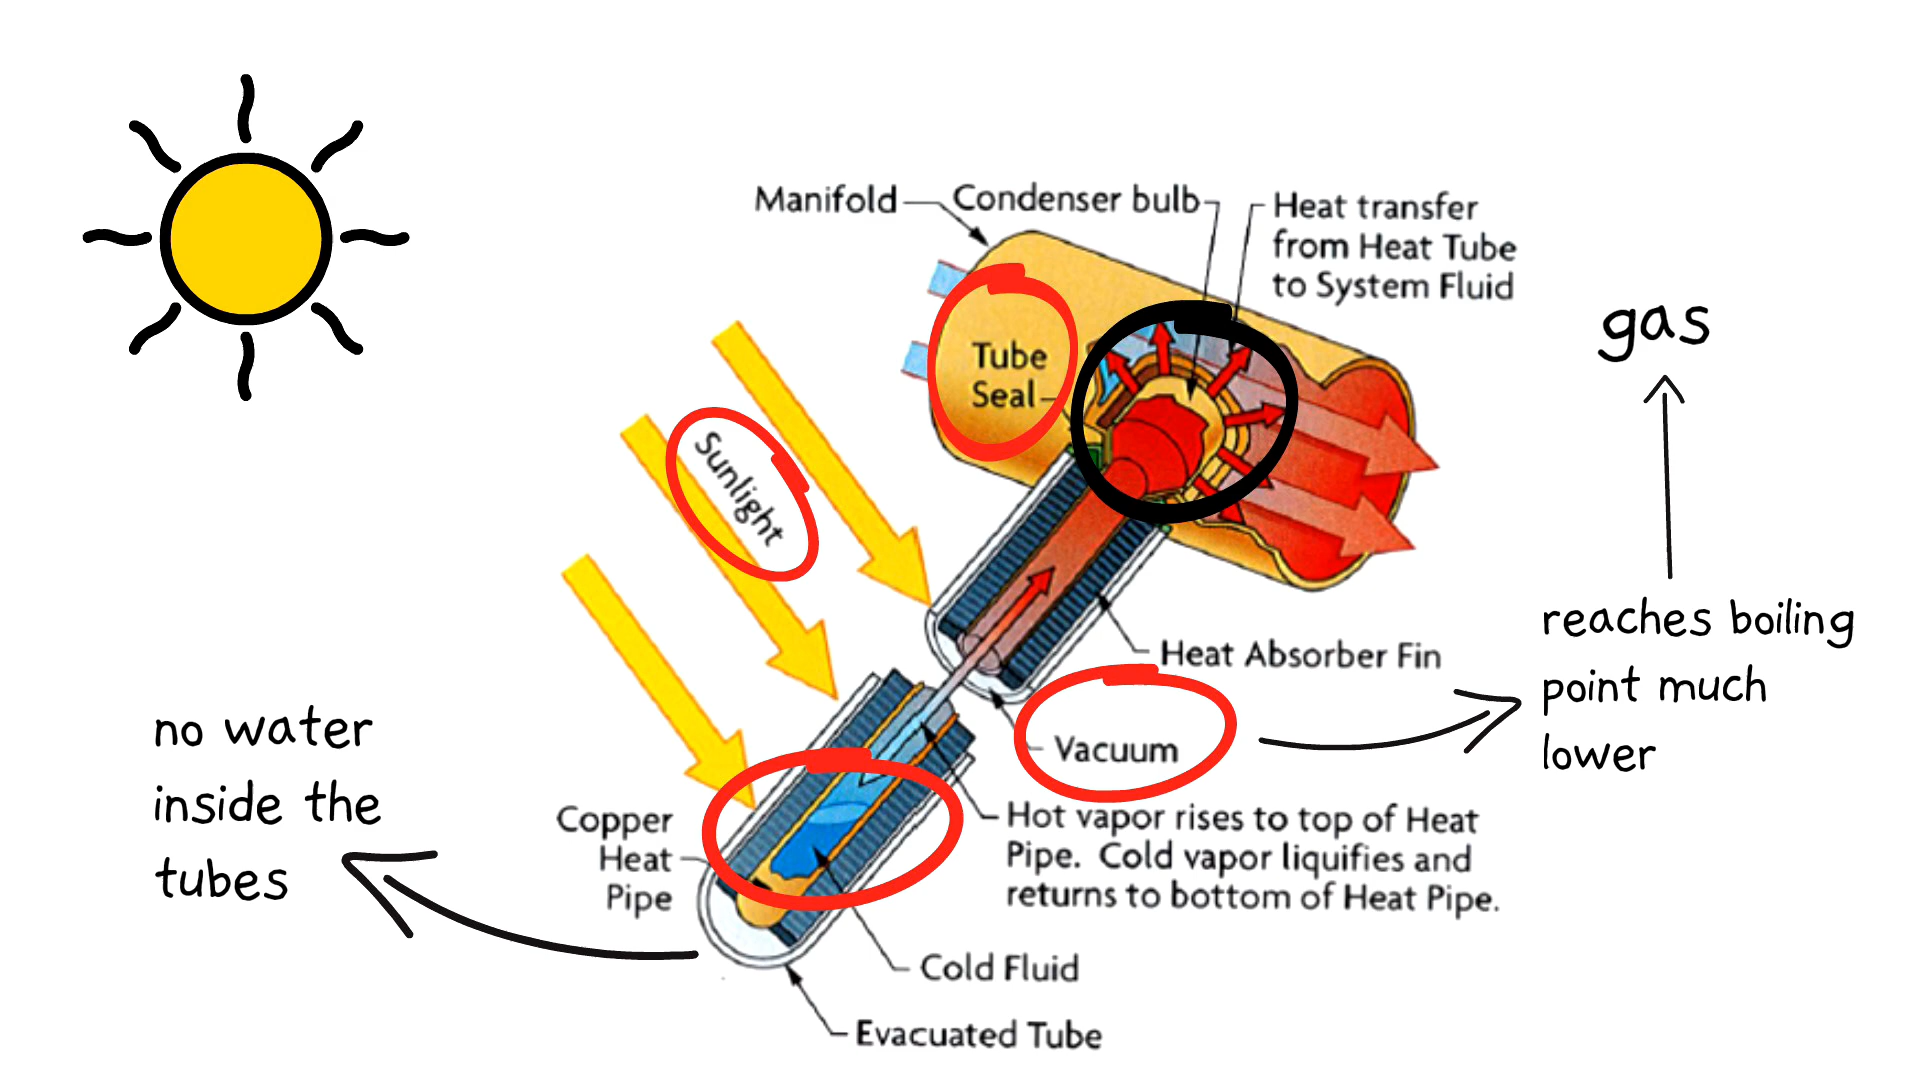 Manifold
Condenser bulb
Heat transfer
from Heat Tube
to System Fluid
Tube
Seal
Sunlight
gas
reaches boiling
point much
lower
Heat Absorber Fin
Vacuum
no water
inside the
tubes
Copper
Heat
Pipe
Hot vapor rises to top of Heat
Pipe. Cold vapor liquifies and
returns to bottom of Heat Pipe.
Cold Fluid
Evacuated Tube